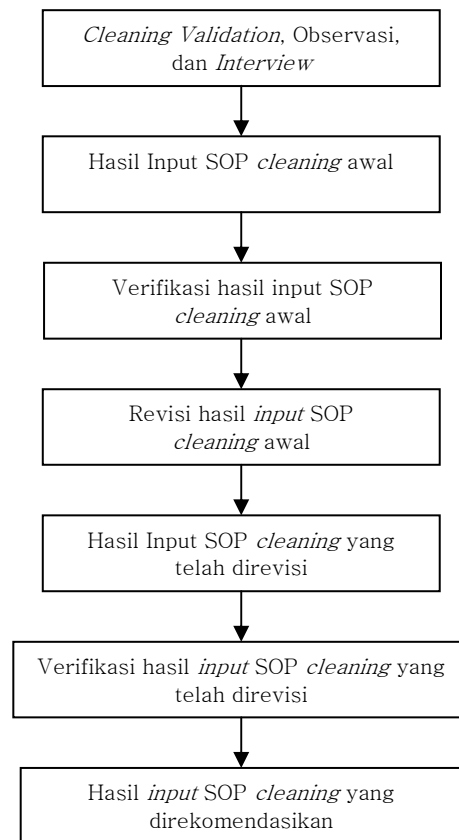 Cleaning Validation, Observasi,
dan Interview
Hasil Input SOP cleaning awal
Verifikasi hasil input SOP
cleaning awal
Revisi hasil input SOP
cleaning awal
Hasil Input SOP cleaning yang
telah direvisi
Verifikasi hasil input SOP cleaning yang
telah direvisi
Hasil input SOP cleaning yang
direkomendasikan